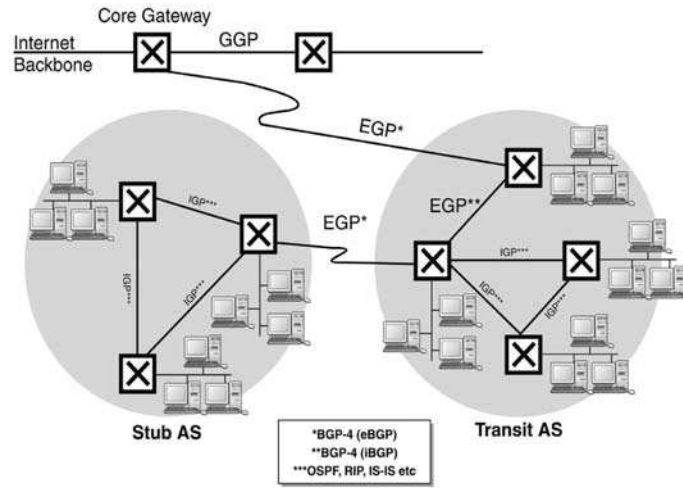 Core Gateway
Internet
Backbone
GGP
EGP*
IGP***
IGP***
IGP***
EGP*
EGP**
IGP***
IGP***
IGP***
Stub AS
Transit AS
*BGP-4 (eBGP)
**BGP-4 (iBGP)
***OSPF, RIP, IS-IS etc